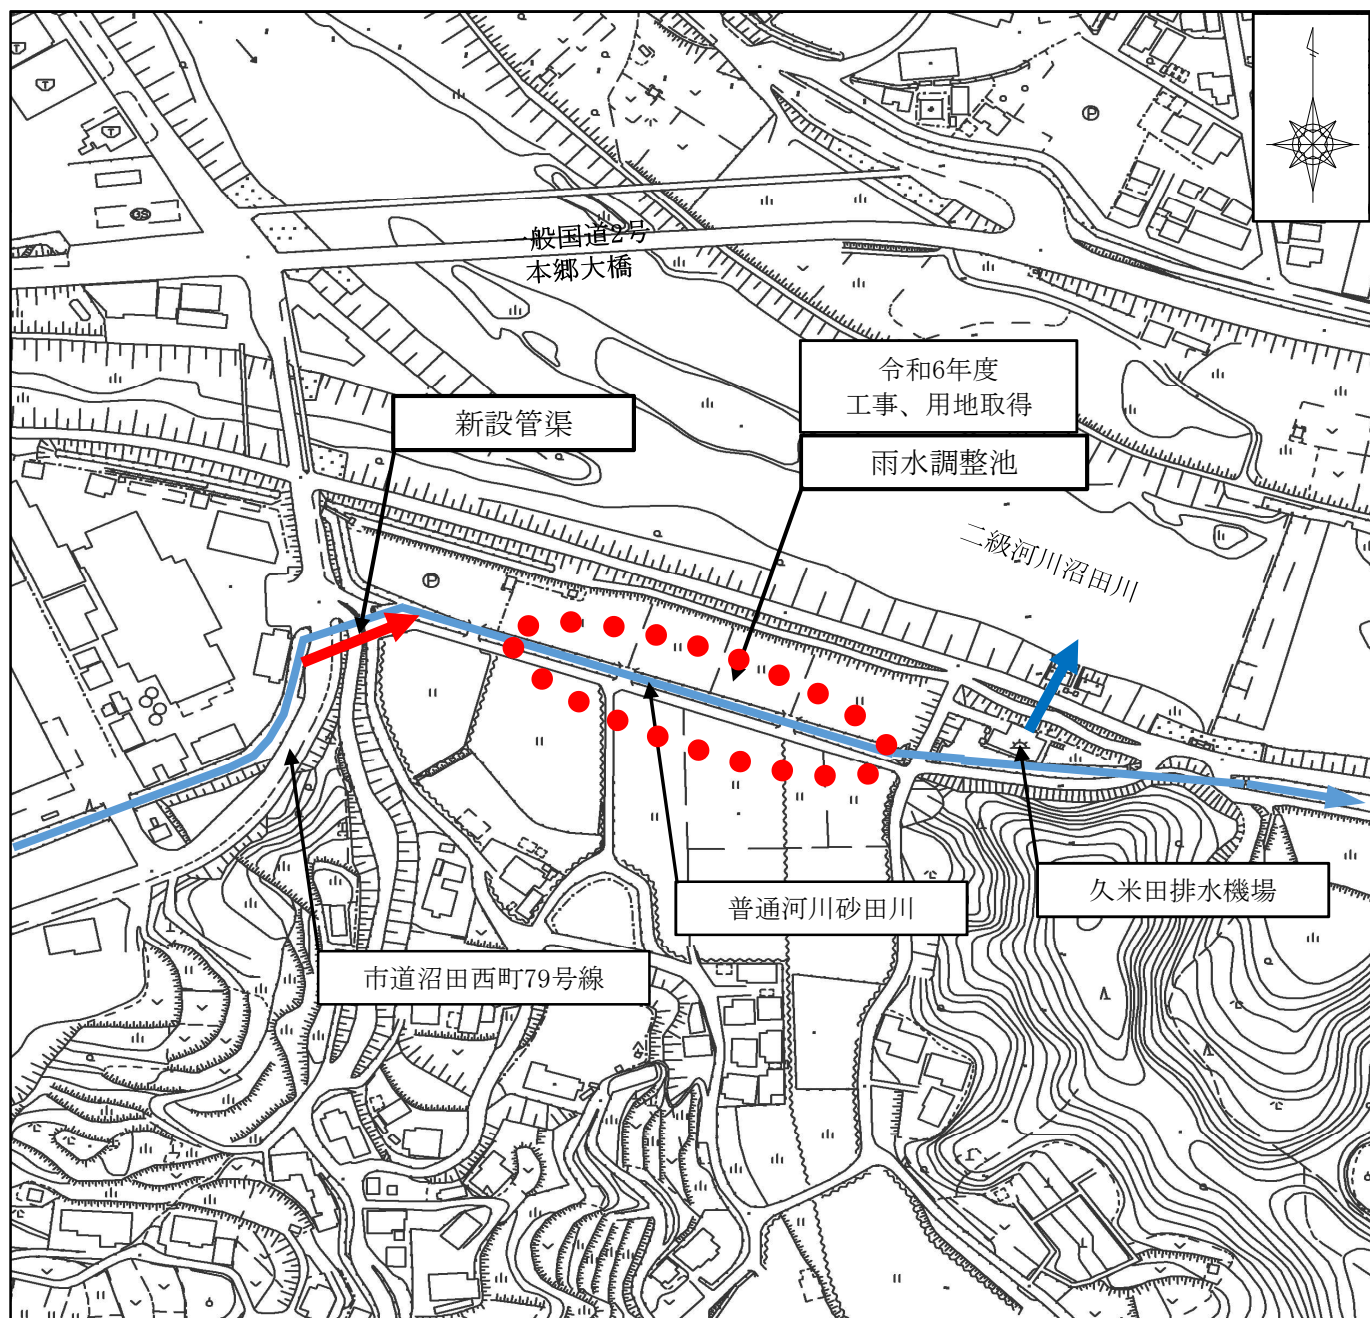 一般国道2号
本郷大橋
令和6年度
工事、用地取得
新設管渠
雨水調整池
二級河川沼田川
普通河川砂田川
久米田排水機場
市道沼田西町79号線
P
P
GS